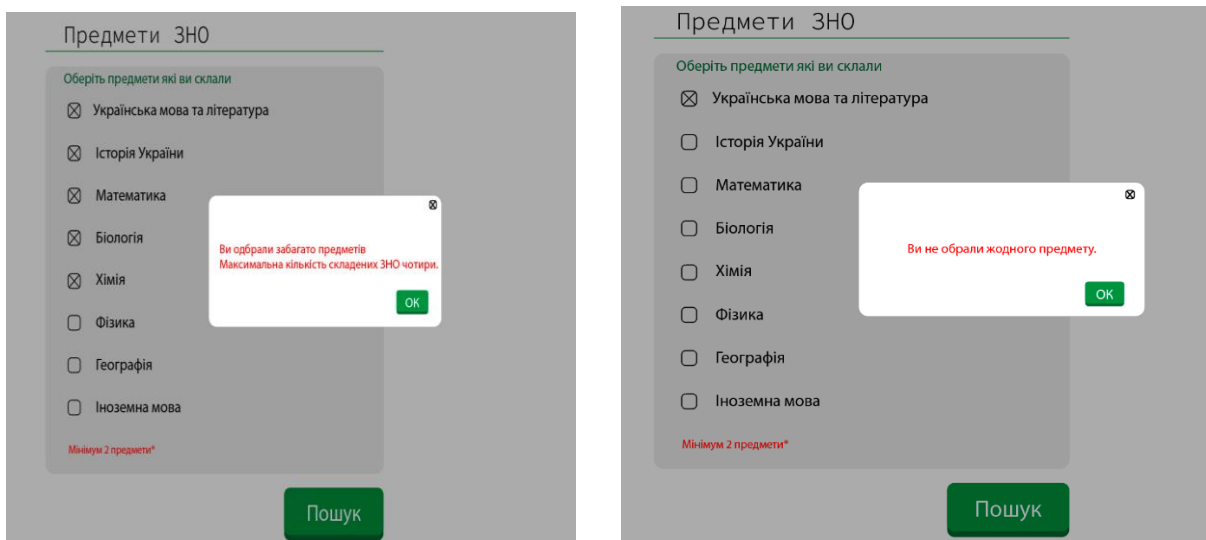 Предмети ЗНО
Оберіть предмети які ви склали
Українська мова та література
Історія України
Математика
Біологія
Хімія
Фізика
Географія
Іноземна мова
Мінімум 2 предмети*
Ви одбрали забагато предметів
Максимальна кількість складених ЗНО чотири.
ОК
Пошук
Предмети ЗНО
Оберіть предмети які ви склали
Українська мова та література
Історія України
Математика
Біологія
Хімія
Фізика
Географія
Іноземна мова
Мінімум 2 предмети*
Ви не обрали жодного предмету.
ОК
Пошук